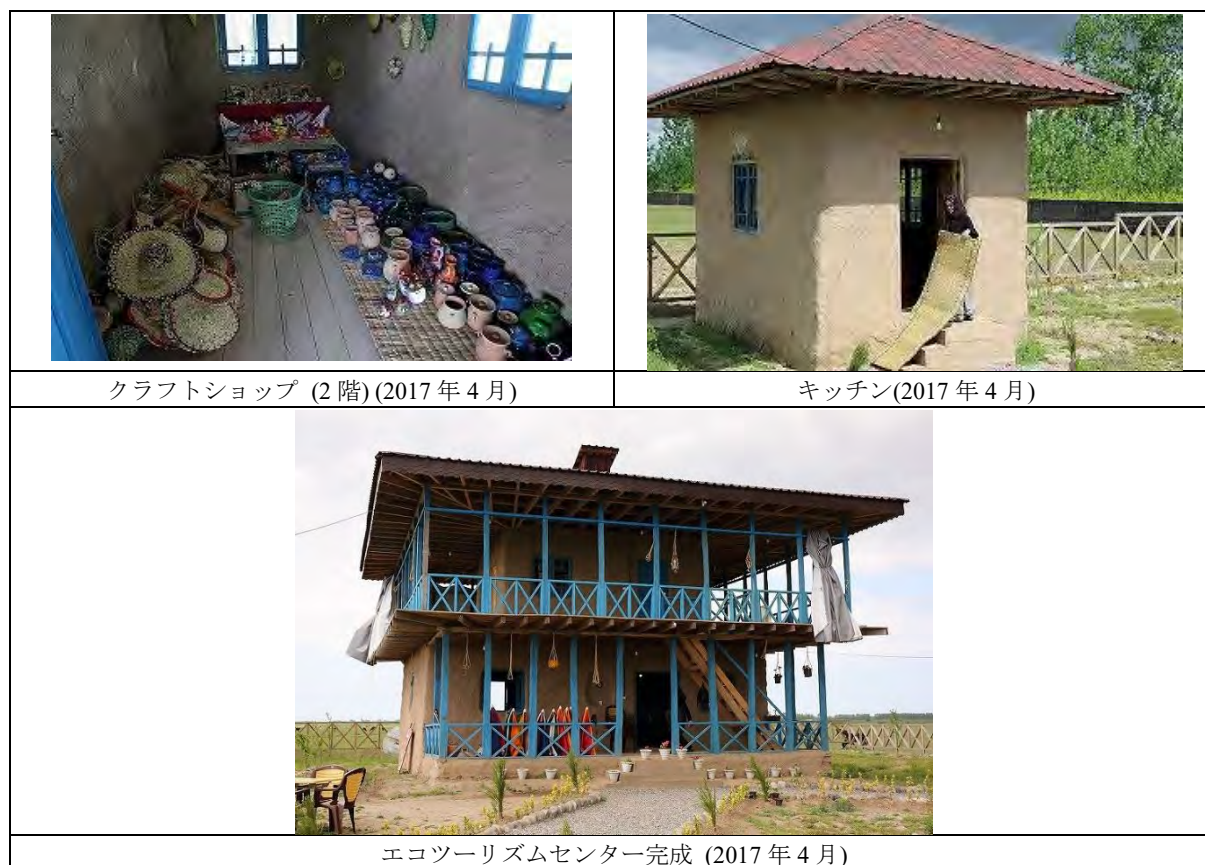 クラフトショップ (2 階) (2017 年 4 月)
キッチン(2017 年 4 月)
エコツーリズムセンター完成 (2017 年 4 月)